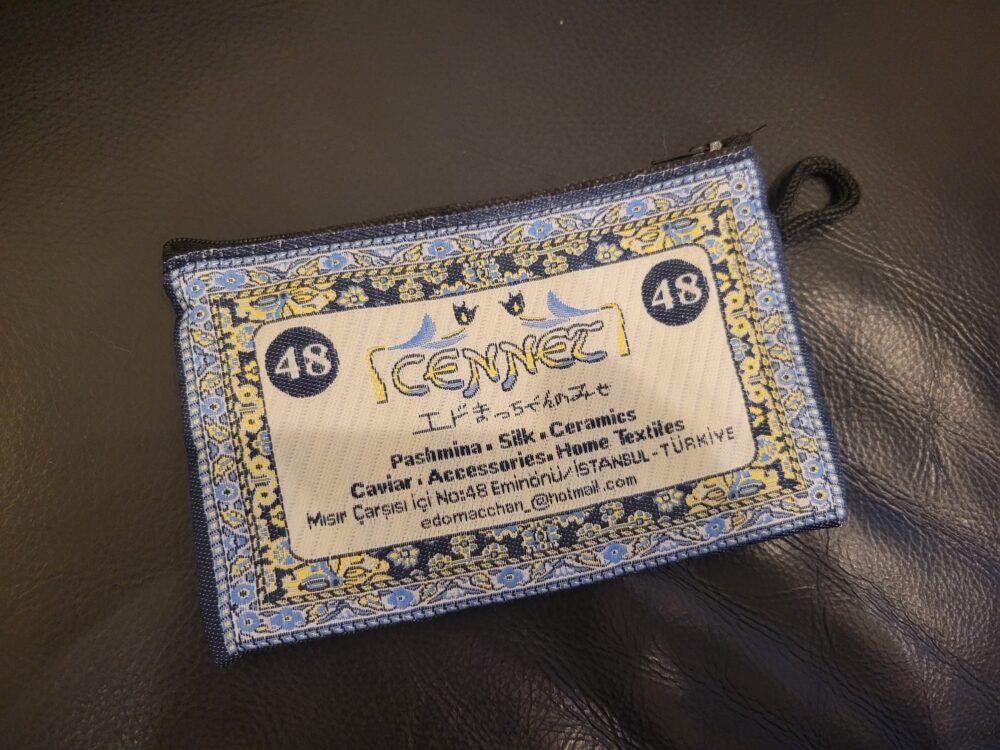 48
48
CENNET
エドまっちゃんのみせ
Pashmina . Silk . Ceramics
Caviar . Accessories . Home Textiles
Mısır Çarşısı İçi No:48 Eminönü/İSTANBUL - TÜRKİYE
edomacchan_@hotmail.com